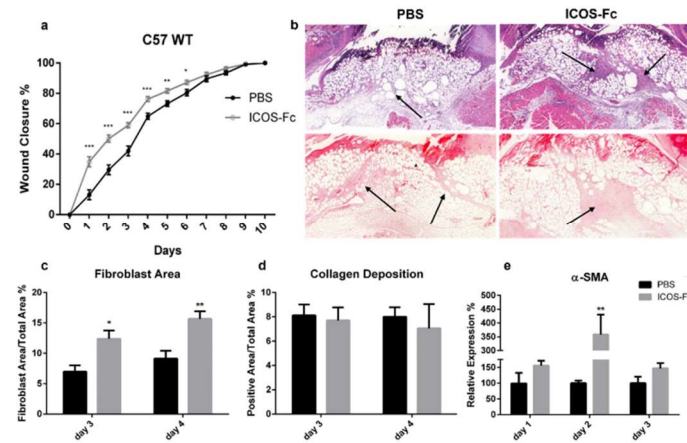 a
C57 WT
Wound Closure %
100
80
60
40
20
0
PBS
ICOS-Fc
***
***
***
***
**
*
0 1 2 3 4 5 6 7 8 9 10
Days
b
PBS
ICOS-Fc
c
Fibroblast Area
Fibroblast Area/Total Area %
20
15
10
5
0
*
**
day 3
day 4
d
Collagen Deposition
Positive Area/Total Area %
10
8
6
4
2
0
day 3
day 4
e
α-SMA
Relative Expression %
500
450
400
350
300
200
100
0
**
PBS
ICOS-F
day 1
day 2
day 3